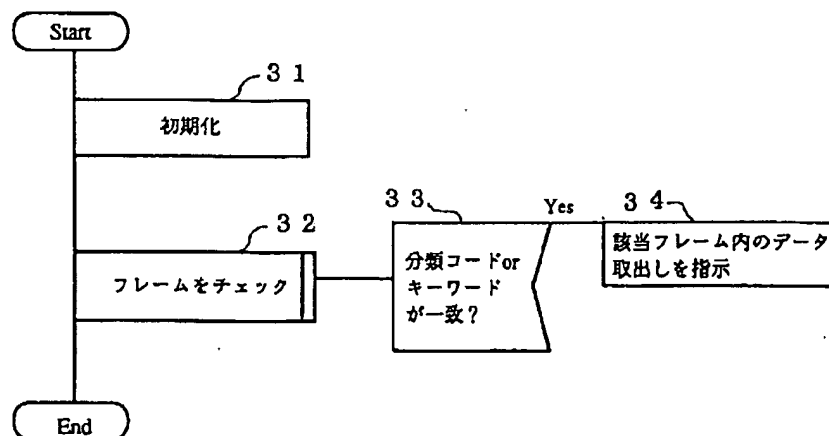 Start
３１
初期化
３２
フレームをチェック
３３
Yes
分類コードor
キーワード
が一致？
３４
該当フレーム内のデータ
取出しを指示
End